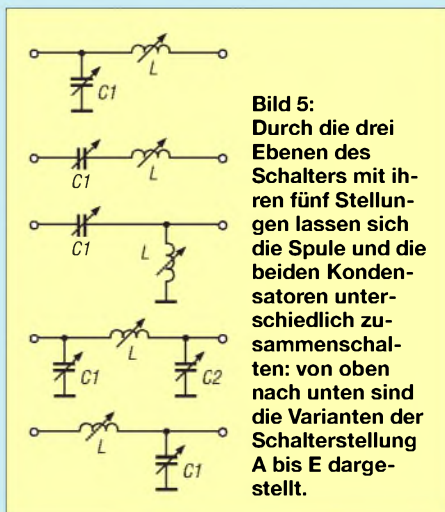 L
C1
C1
L
C1
L
L
C1
C2
L
C1
Bild 5:
Durch die drei
Ebenen des
Schalters mit ih-
ren fünf Stellun-
gen lassen sich
die Spule und die
beiden Konden-
satoren unter-
schiedlich zu-
sammenschal-
ten: von oben
nach unten sind
die Varianten der
Schalterstellung
A bis E darge-
stellt.